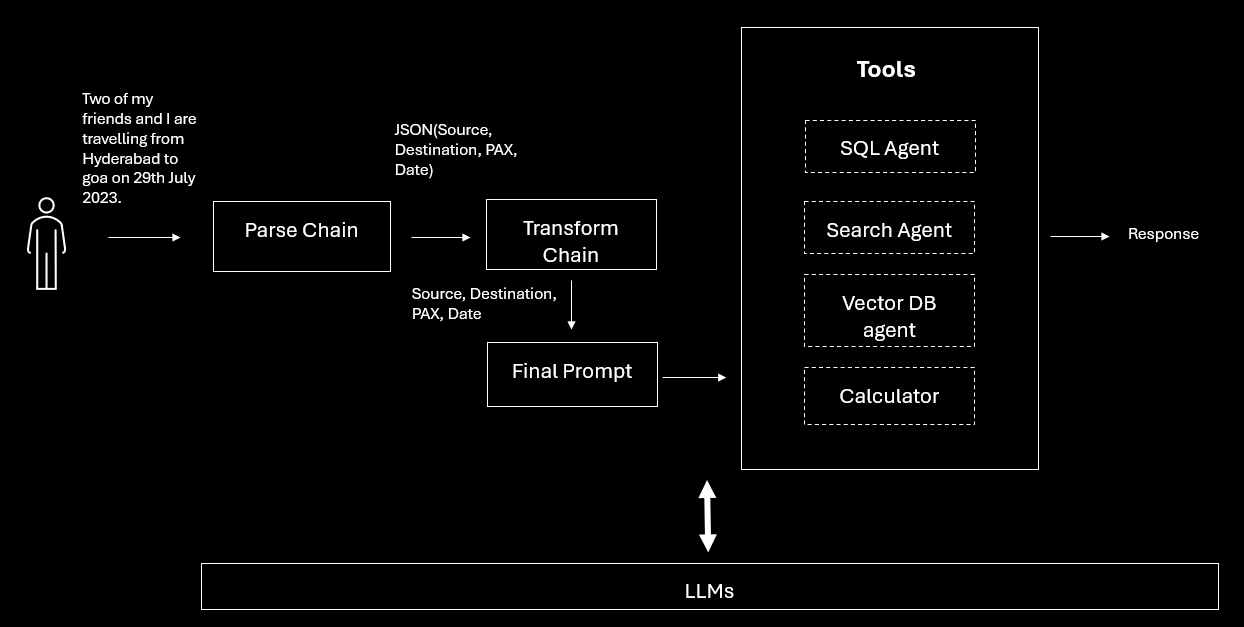 Two of my
friends and I are
travelling from
Hyderabad to
goa on 29th July
2023.
Parse Chain
JSON(Source,
Destination, PAX,
Date)
Transform
Chain
Source, Destination,
PAX, Date
Final Prompt
Tools
SQL Agent
Search Agent
Vector DB
agent
Calculator
Response
LLMs